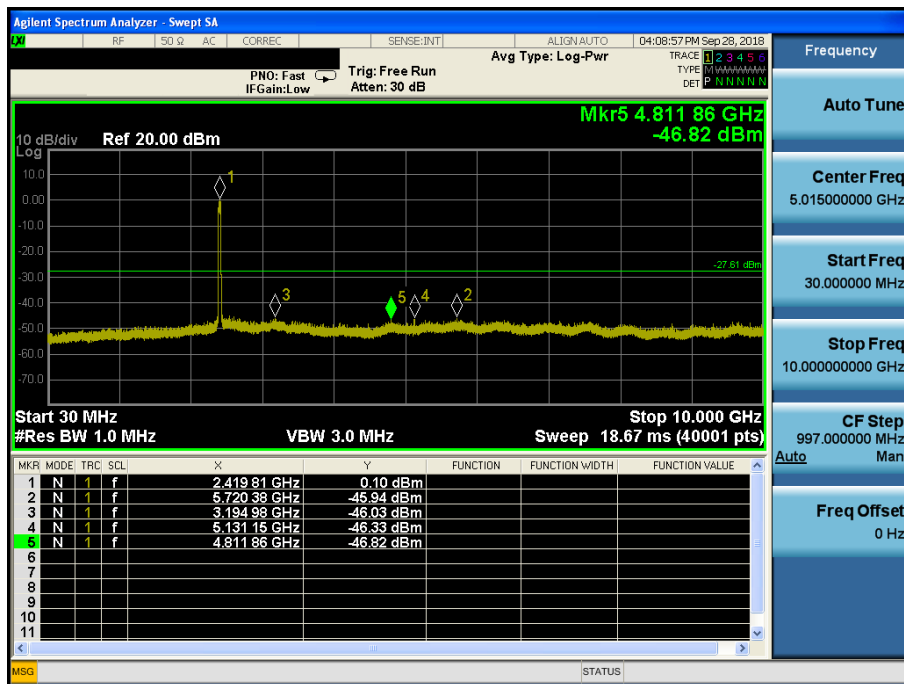 Agilent Spectrum Analyzer - Swept SA
LXI RF 50 Ω AC CORREC SENSE:INT ALIGN AUTO 04:08:57 PM Sep 28, 2018
Avg Type: Log-Pwr
TRACE 1 2 3 4 5 6
PNO: Fast Trig: Free Run
TYPE M WWWWW
IFGain:Low Atten: 30 dB
DET P N N N N N
Mkr5 4.811 86 GHz
-46.82 dBm
10 dB/div Ref 20.00 dBm
Log
10.0
0.00
-10.0
-20.0
-30.0
-40.0
-50.0
-60.0
-70.0
1
-27.61 dBm
3 5 4 2
Start 30 MHz Stop 10.000 GHz
#Res BW 1.0 MHz VBW 3.0 MHz Sweep 18.67 ms (40001 pts)
MKR MODE TRC SCL X Y FUNCTION FUNCTION WIDTH FUNCTION VALUE
1 N 1 f 2.419 81 GHz 0.10 dBm
2 N 1 f 5.720 38 GHz -45.94 dBm
3 N 1 f 3.194 98 GHz -46.03 dBm
4 N 1 f 5.131 15 GHz -46.33 dBm
5 N 1 f 4.811 86 GHz -46.82 dBm
6
7
8
9
10
11
MSG STATUS
Frequency
Auto Tune
Center Freq
5.015000000 GHz
Start Freq
30.000000 MHz
Stop Freq
10.000000000 GHz
CF Step
997.000000 MHz
Auto Man
Freq Offset
0 Hz